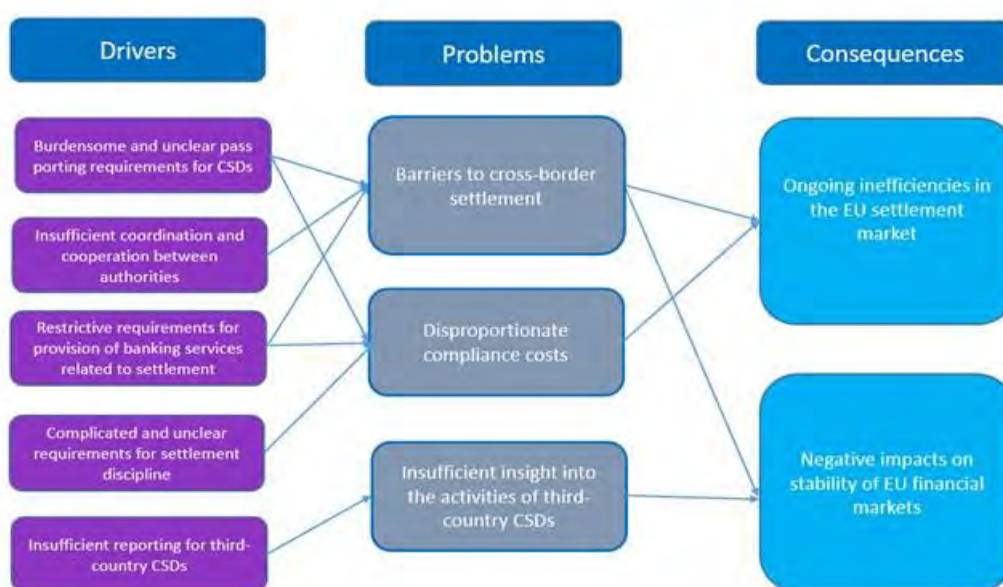 Drivers
Problems
Consequences
Burdensome and unclear pass
porting requirements for CSDs
Insufficient coordination and
cooperation between
authorities
Restrictive requirements for
provision of banking services
related to settlement
Complicated and unclear
requirements for settlement
discipline
Insufficient reporting for third-
country CSDs
Barriers to cross-border
settlement
Disproportionate
compliance costs
Insufficient insight into
the activities of third-
country CSDs
Ongoing inefficiencies in
the EU settlement
market
Negative impacts on
stability of EU financial
markets